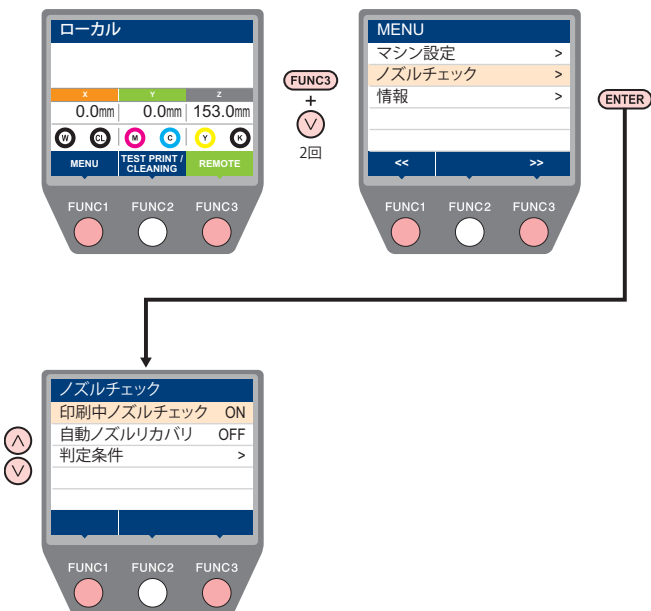 ローカル
X Y Z
0.0mm 0.0mm 153.0mm
W CL M C Y K
MENU TEST PRINT / CLEANING REMOTE
FUNC1 FUNC2 FUNC3
FUNC3
+
2回
MENU
マシン設定 >
ノズルチェック >
情報 >
<< >>
FUNC1 FUNC2 FUNC3
ENTER
ノズルチェック
印刷中ノズルチェック ON
自動ノズルリカバリ OFF
判定条件 >
FUNC1 FUNC2 FUNC3